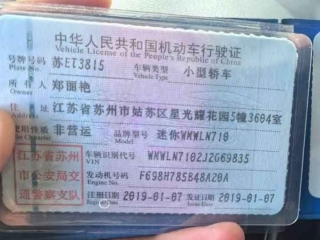 中华人民共和国机动车行驶证
Vehicle License of the People's Republic of China
号牌号码 苏ET3815 车辆类型 小型轿车
Plate No. Vehicle Type
所有人 郑丽艳
Owner
住址 江苏省苏州市姑苏区星光耀花园5幢3604室
Address
使用性质 非营运 品牌型号 迷你WMWLN710
Use Character Model
江苏省苏州 车辆识别代号 WMWLN7102J2G69835
VIN
市公安局交 发动机号码 F698H785B48A20A
Engine No.
通警察支队 注册日期 2019-01-07 发证日期 2019-01-07
Register Date Issue Date